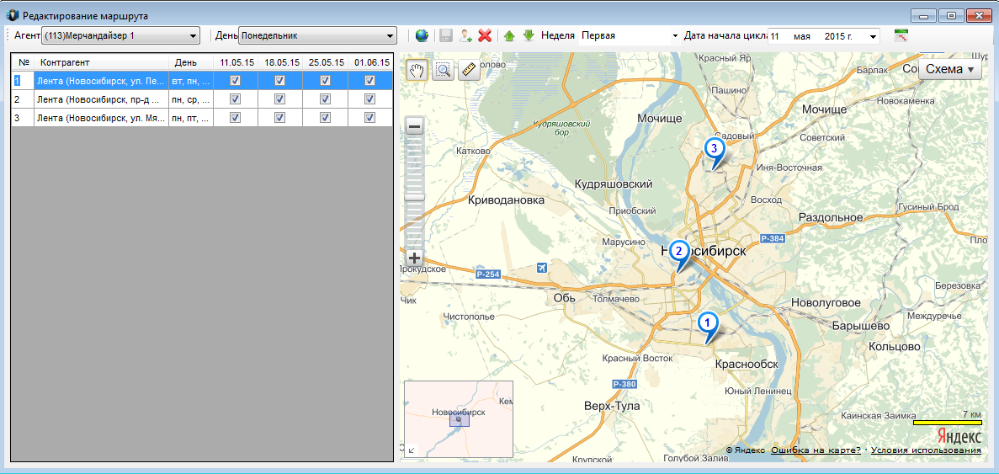 Редактирование маршрута
Агент (113)Мерчандайзер 1 День Понедельник Неделя Первая Дата начала цикла 11 мая 2015 г.
№ Контрагент День 11.05.15 18.05.15 25.05.15 01.06.15
1 Лента (Новосибирск, ул. Пе... вт, пн, ...
2 Лента (Новосибирск, пр-д ... пн, ср, ...
3 Лента (Новосибирск, ул. Мя... пн, пт, ...
Схема
Красный Яр
Барлак
Пашино
Новокаменка
Мочище
Мочище
Кудряшовский
бор
Садовый
Советский
Катково
3
Иня-Восточная
Кудряшовский
Криводановка
Восход
Приобский
Гусиный Брод
Раздольное
Марусино
Р-384
2
Новосибирск
Прокудское
Р-254
Обь
Толмачево
Чик
Березовка
Новолуговое
Чистополье
1
Междуречье
Барышево
Кольцово
Красный Восток
Краснообск
Р-380
Юный Ленинец
Верх-Тула
Каинская Заимка
7 км
Новосибирск
Кем
Яндекс
© Яндекс Ошибка на карте? · Условия использования
Крупской
Голубой Залив